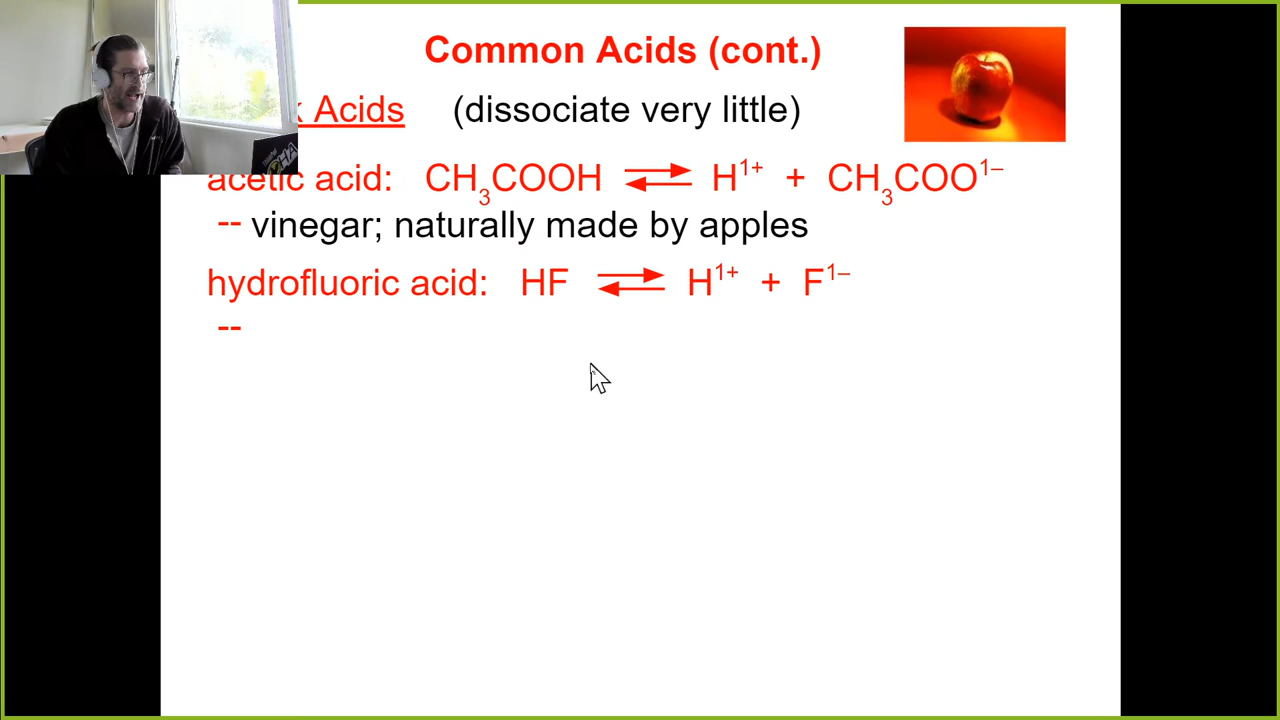 Common Acids (cont.)
k Acids (dissociate very little)
acetic acid: CH₃COOH ⇌ H¹⁺ + CH₃COO¹⁻
-- vinegar; naturally made by apples
hydrofluoric acid: HF ⇌ H¹⁺ + F¹⁻
--